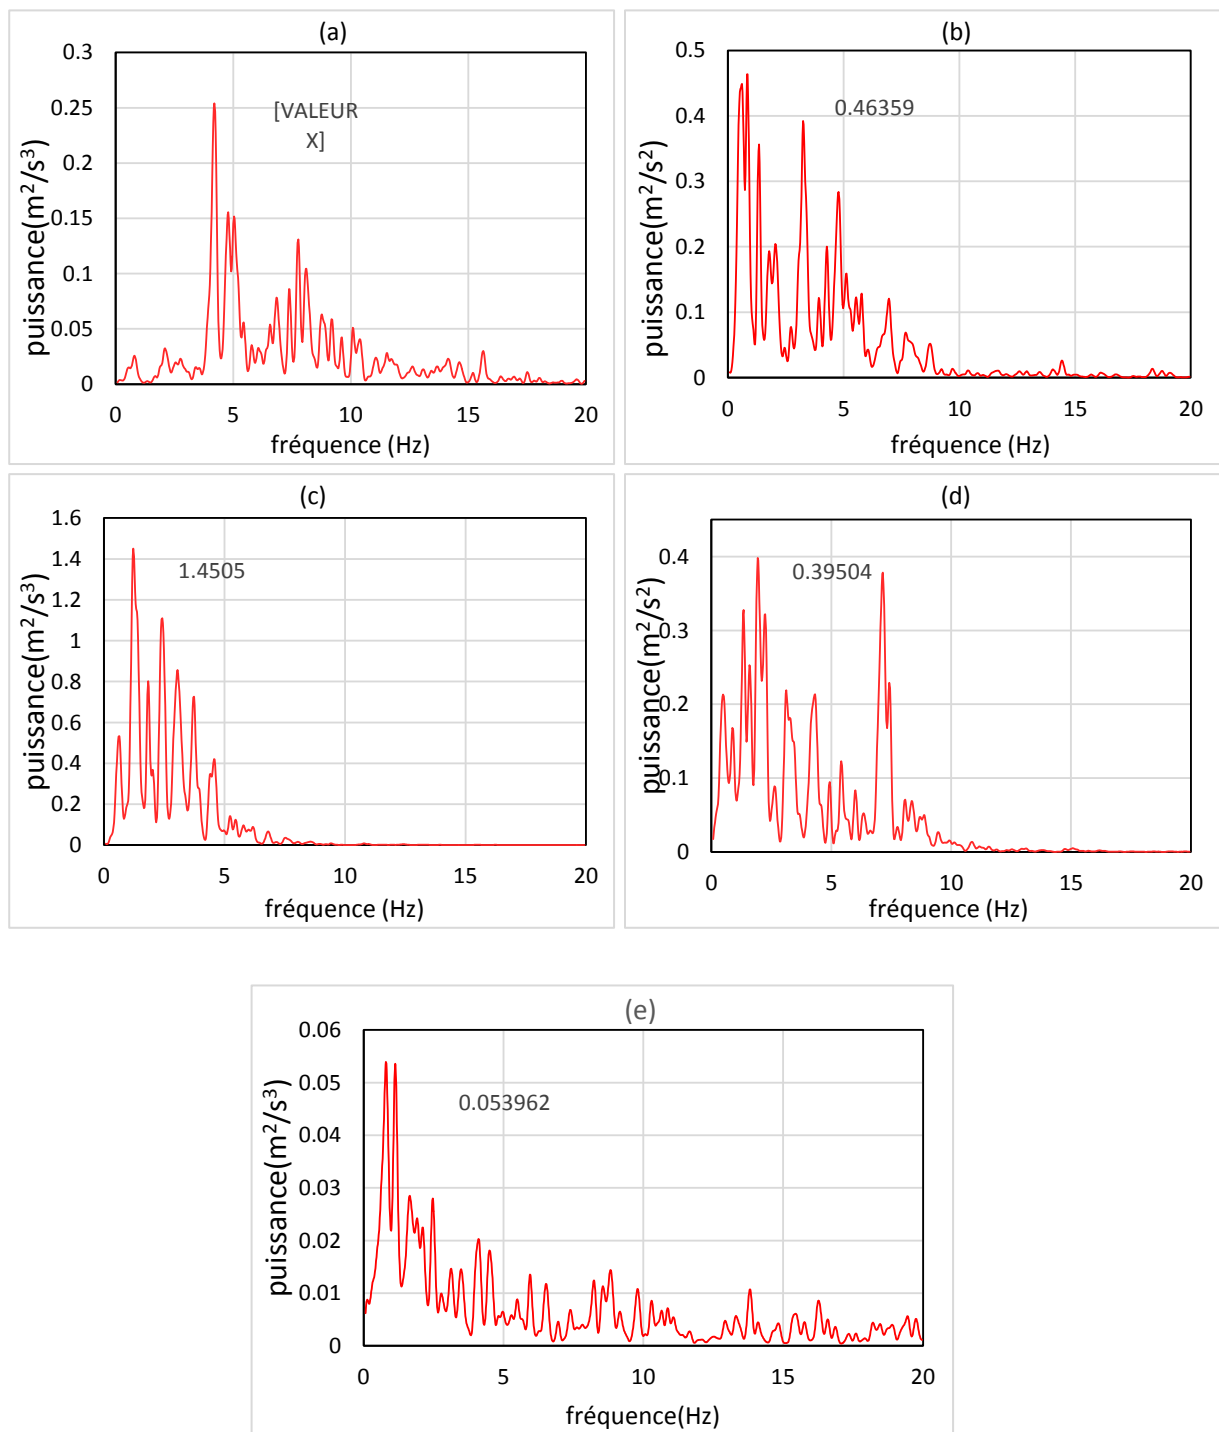 (a)
0.3
0.25
0.2
0.15
0.1
0.05
0
puissance(m²/s³)
[VALEUR
X]
0 5 10 15 20
fréquence (Hz)
(b)
0.5
0.4
0.3
0.2
0.1
0
puissance(m²/s²)
0.46359
0 5 10 15 20
fréquence (Hz)
(c)
1.6
1.4
1.2
1
0.8
0.6
0.4
0.2
0
puissance(m²/s³)
1.4505
0 5 10 15 20
fréquence (Hz)
(d)
0.4
0.3
0.2
0.1
0
puissance(m²/s²)
0.39504
0 5 10 15 20
fréquence (Hz)
(e)
0.06
0.05
0.04
0.03
0.02
0.01
0
puissance(m²/s³)
0.053962
0 5 10 15 20
fréquence(Hz)